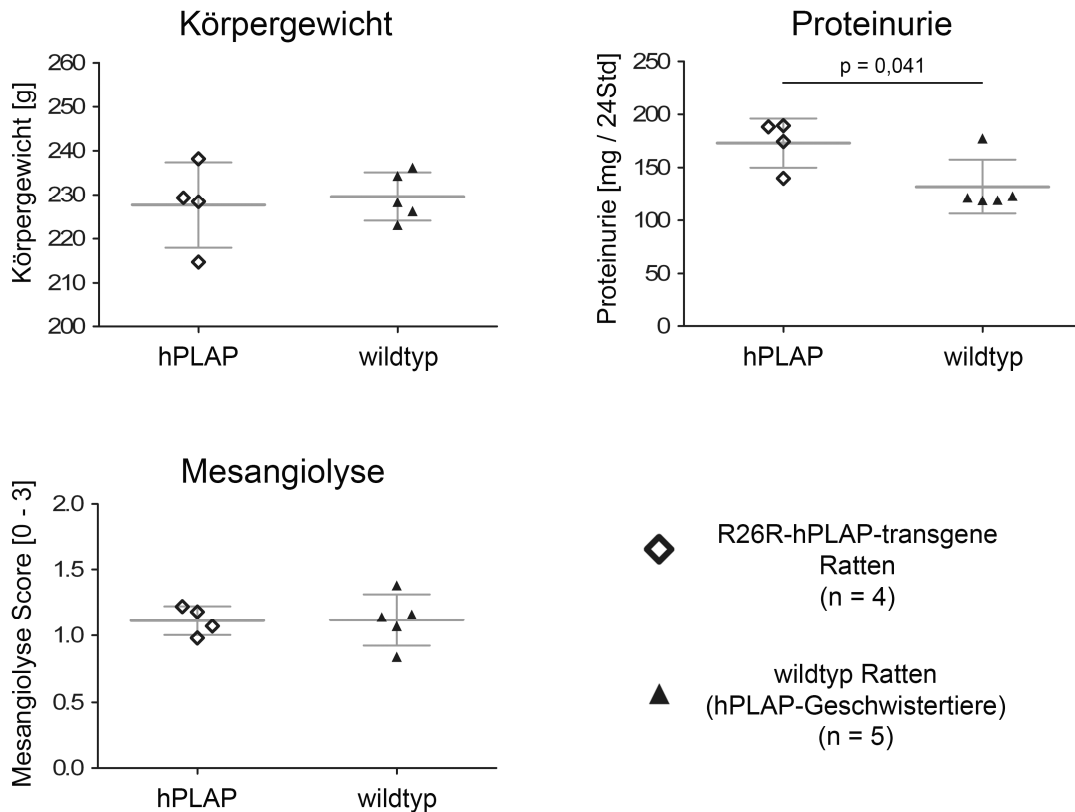 Körpergewicht
Körpergewicht [g]
260
250
240
230
220
210
200
hPLAP
wildtyp
Proteinurie
Proteinurie [mg / 24Std]
250
200
150
100
50
0
p = 0,041
hPLAP
wildtyp
Mesangiolyse
Mesangiolyse Score [0 - 3]
2.0
1.5
1.0
0.5
0.0
hPLAP
wildtyp
R26R-hPLAP-transgene
Ratten
(n = 4)
wildtyp Ratten
(hPLAP-Geschwistertiere)
(n = 5)